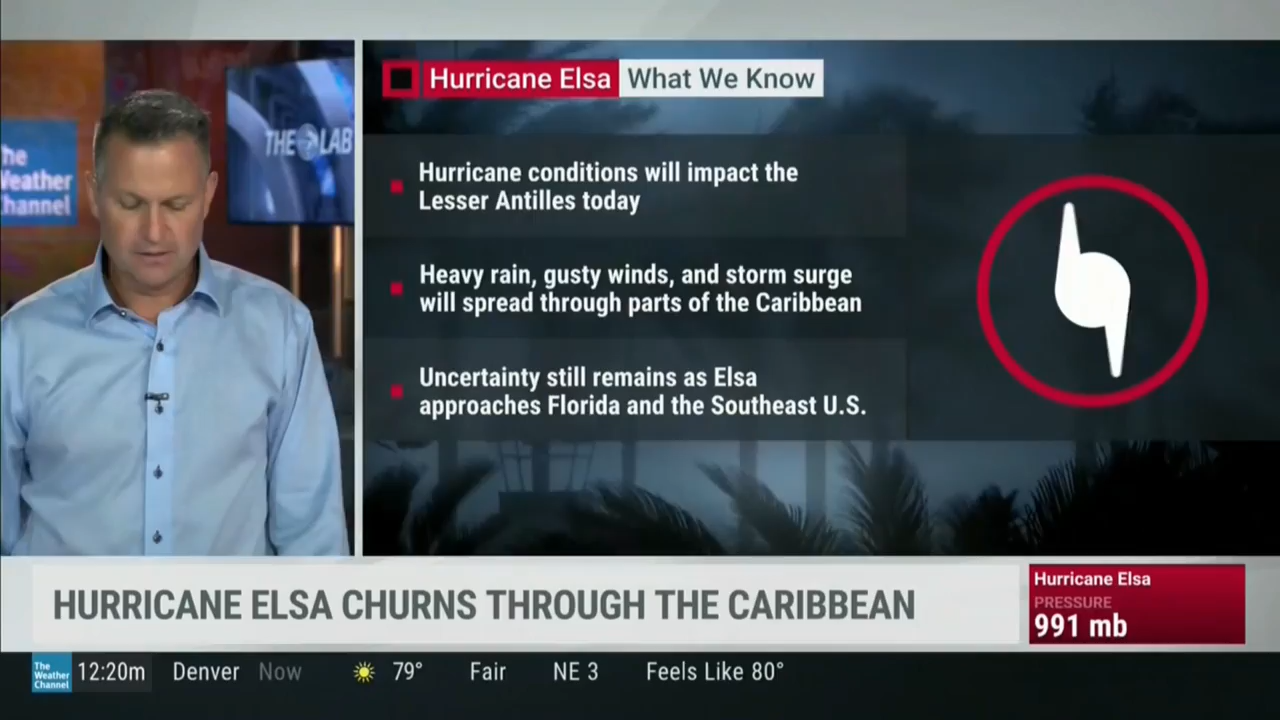 The
Weather
Channel
THE LAB
Hurricane Elsa What We Know
Hurricane conditions will impact the
Lesser Antilles today
Heavy rain, gusty winds, and storm surge
will spread through parts of the Caribbean
Uncertainty still remains as Elsa
approaches Florida and the Southeast U.S.
HURRICANE ELSA CHURNS THROUGH THE CARIBBEAN
Hurricane Elsa
PRESSURE
991 mb
The
Weather
Channel
12:20m Denver Now 79° Fair NE 3 Feels Like 80°